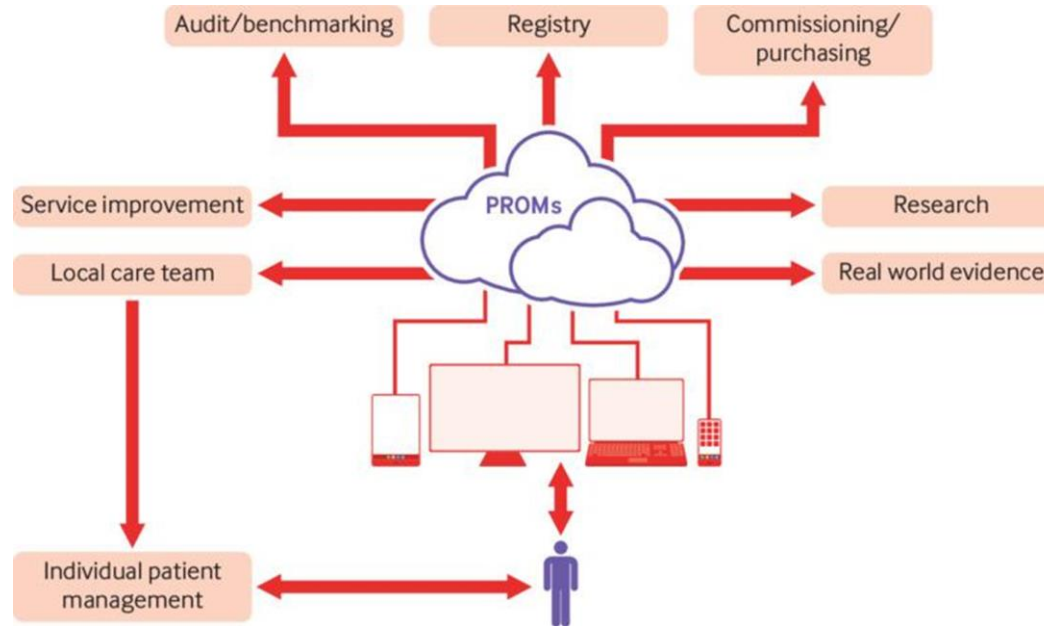 Audit/benchmarking
Registry
Commissioning/
purchasing
PROMs
Service improvement
Research
Local care team
Real world evidence
Individual patient
management